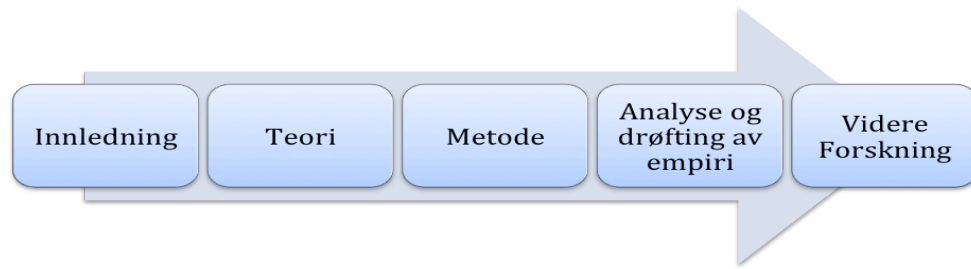 Innledning
Teori
Metode
Analyse og
drøfting av
empiri
Videre
Forskning